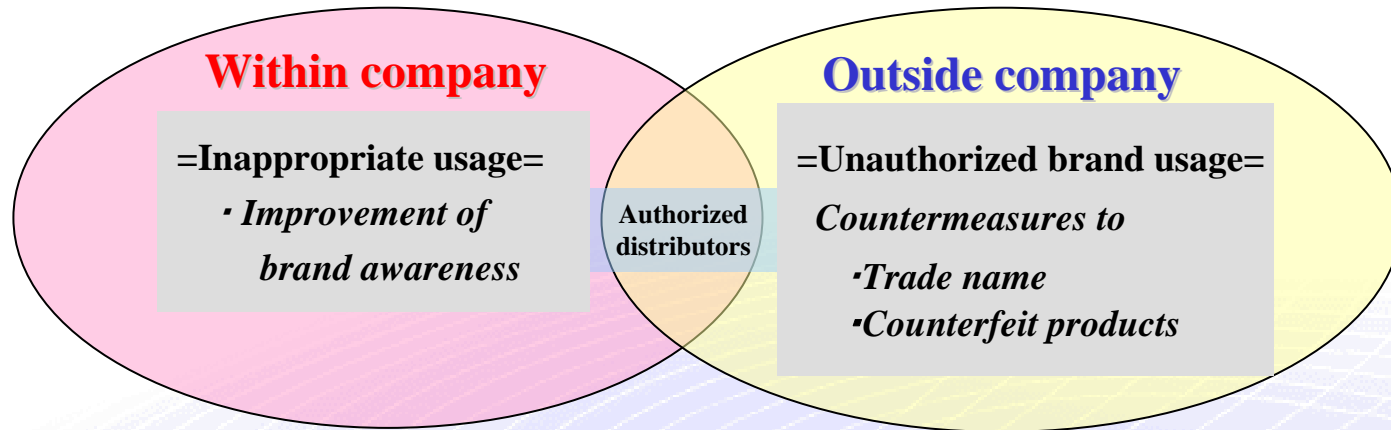 Within company
=Inappropriate usage=
・Improvement of
brand awareness
Authorized
distributors
Outside company
=Unauthorized brand usage=
Countermeasures to
・Trade name
・Counterfeit products